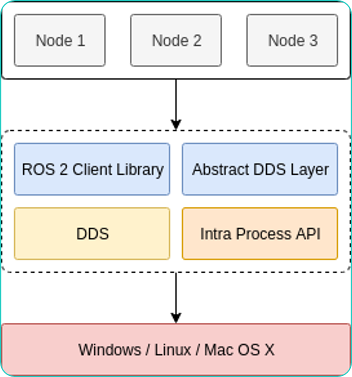 Node 1
Node 2
Node 3
ROS 2 Client Library
Abstract DDS Layer
DDS
Intra Process API
Windows / Linux / Mac OS X